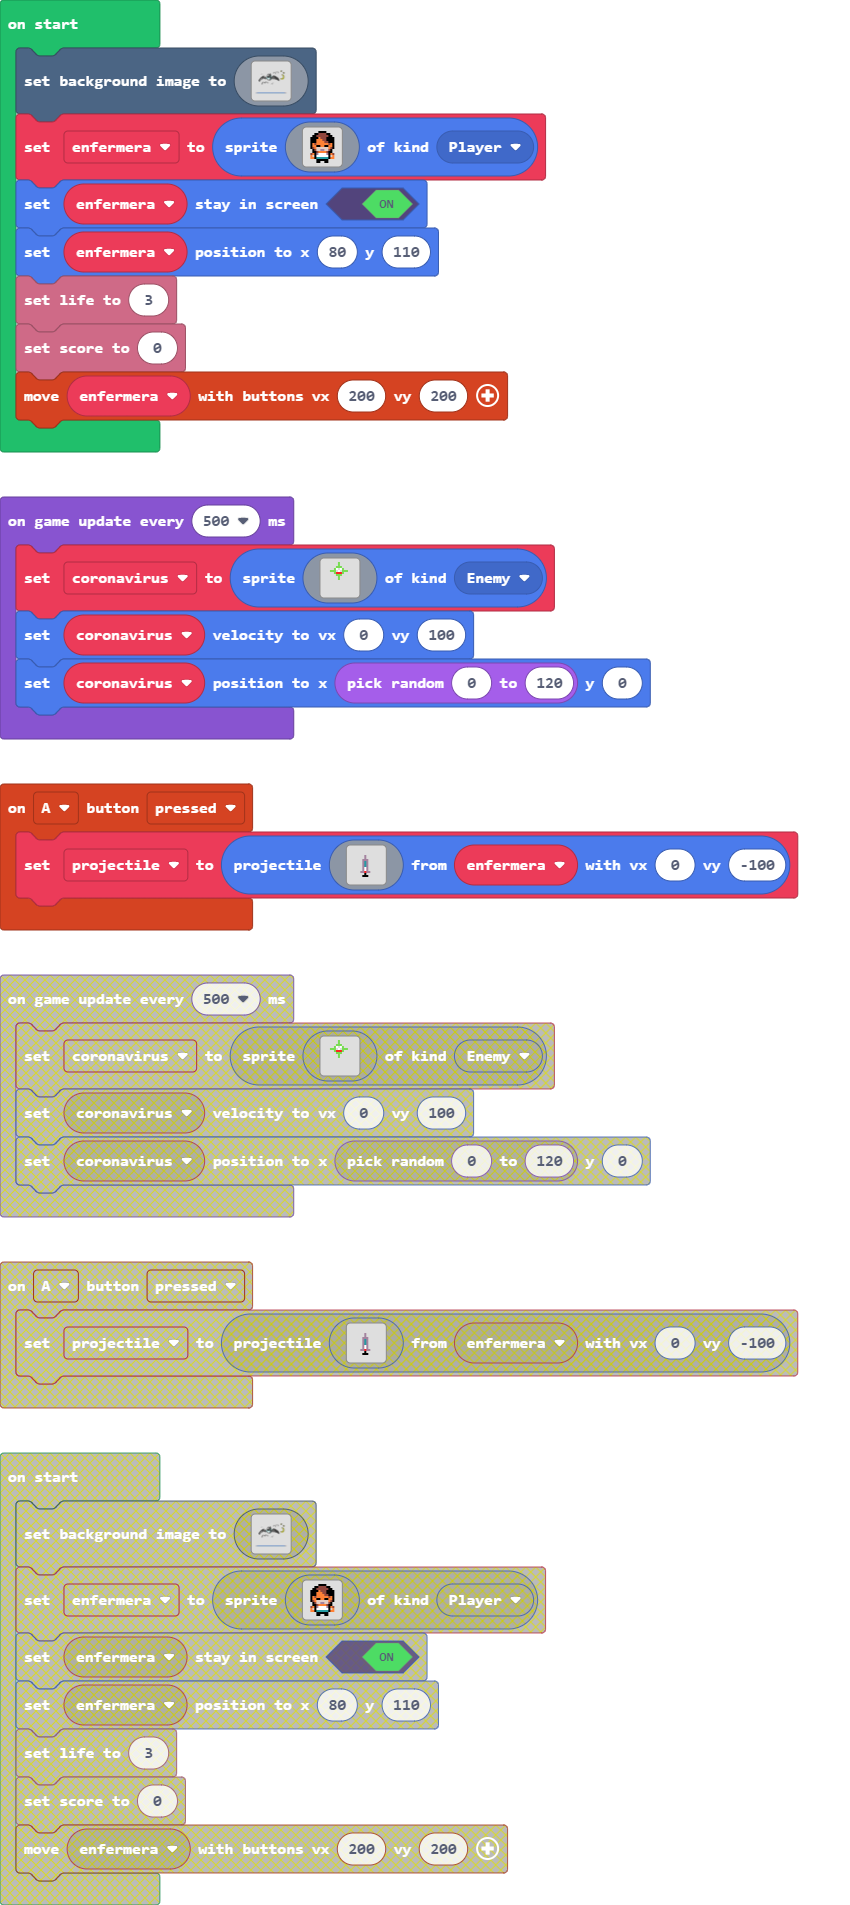 on start
set background image to
set enfermera to sprite of kind Player
set enfermera stay in screen ON
set enfermera position to x 80 y 110
set life to 3
set score to 0
move enfermera with buttons vx 200 vy 200
on game update every 500 ms
set coronavirus to sprite of kind Enemy
set coronavirus velocity to vx 0 vy 100
set coronavirus position to x pick random 0 to 120 y 0
on A button pressed
set projectile to projectile from enfermera with vx 0 vy -100
on game update every 500 ms
set coronavirus to sprite of kind Enemy
set coronavirus velocity to vx 0 vy 100
set coronavirus position to x pick random 0 to 120 y 0
on A button pressed
set projectile to projectile from enfermera with vx 0 vy -100
on start
set background image to
set enfermera to sprite of kind Player
set enfermera stay in screen ON
set enfermera position to x 80 y 110
set life to 3
set score to 0
move enfermera with buttons vx 200 vy 200